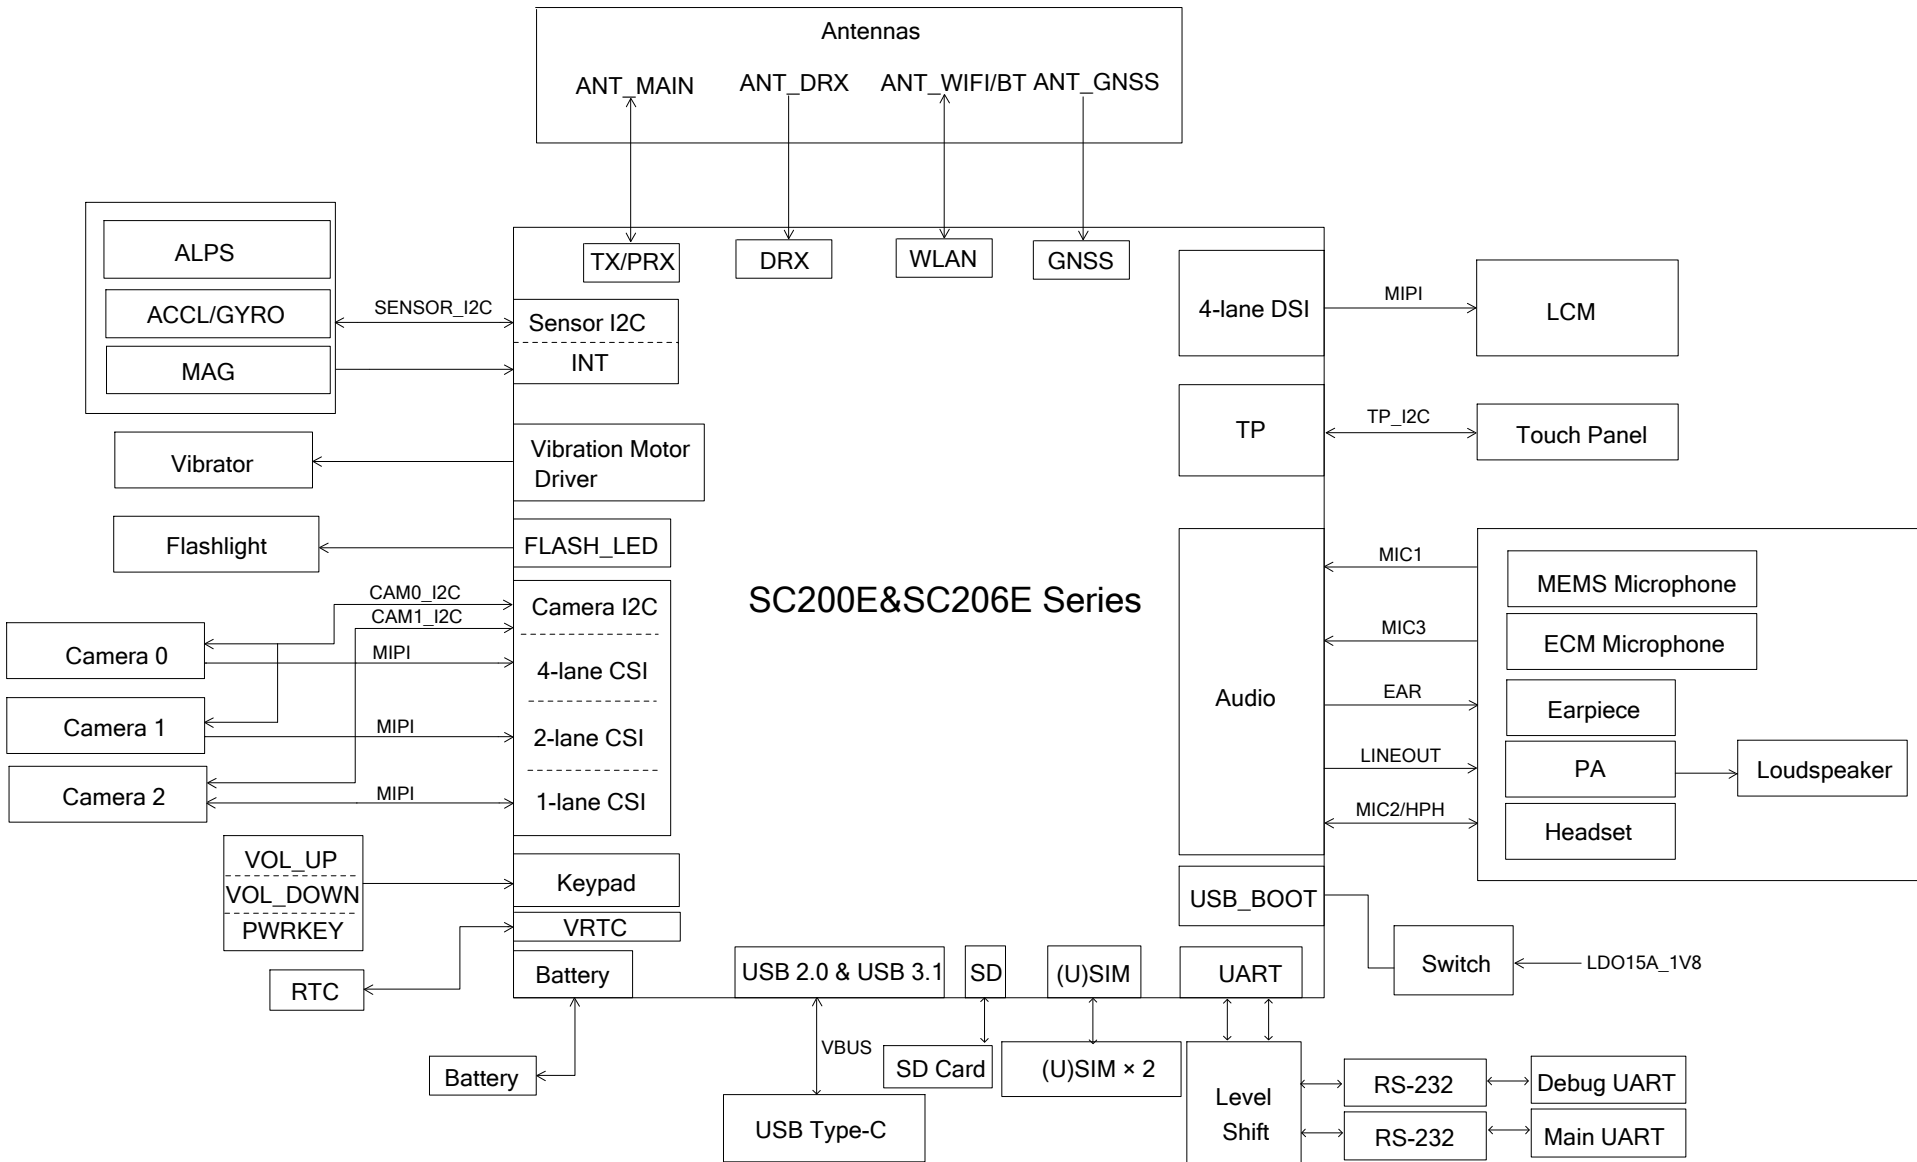 Antennas
ANT_MAIN
ANT_DRX
ANT_WIFI/BT
ANT_GNSS
TX/PRX
DRX
WLAN
GNSS
ALPS
ACCL/GYRO
MAG
SENSOR_I2C
Sensor I2C
INT
Vibrator
Vibration Motor
Driver
Flashlight
FLASH_LED
CAM0_I2C
CAM1_I2C
Camera I2C
Camera 0
MIPI
4-lane CSI
Camera 1
MIPI
2-lane CSI
Camera 2
MIPI
1-lane CSI
VOL_UP
VOL_DOWN
PWRKEY
Keypad
VRTC
RTC
Battery
Battery
SC200E&SC206E Series
4-lane DSI
MIPI
LCM
TP
TP_I2C
Touch Panel
Audio
MIC1
MEMS Microphone
MIC3
ECM Microphone
EAR
Earpiece
LINEOUT
PA
Loudspeaker
MIC2/HPH
Headset
USB_BOOT
Switch
LDO15A_1V8
USB 2.0 & USB 3.1
SD
(U)SIM
UART
VBUS
USB Type-C
SD Card
(U)SIM × 2
Level
Shift
RS-232
Debug UART
RS-232
Main UART